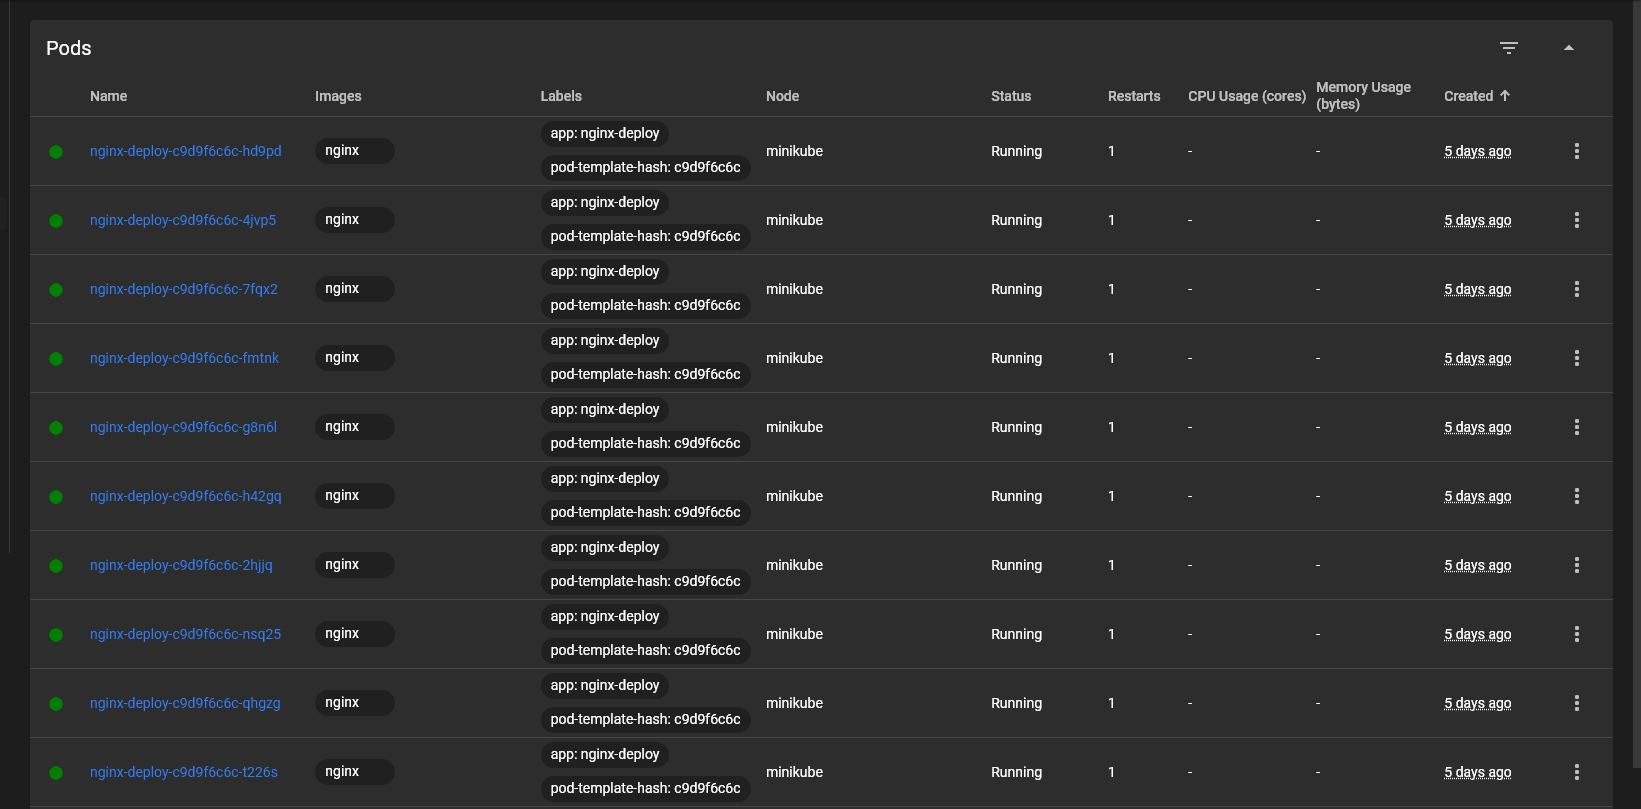 Pods
Name Images Labels Node Status Restarts CPU Usage (cores) Memory Usage (bytes) Created
nginx-deploy-c9d9f6c6c-hd9pd nginx app: nginx-deploy pod-template-hash: c9d9f6c6c minikube Running 1 - - 5 days ago
nginx-deploy-c9d9f6c6c-4jvp5 nginx app: nginx-deploy pod-template-hash: c9d9f6c6c minikube Running 1 - - 5 days ago
nginx-deploy-c9d9f6c6c-7fqx2 nginx app: nginx-deploy pod-template-hash: c9d9f6c6c minikube Running 1 - - 5 days ago
nginx-deploy-c9d9f6c6c-fmtnk nginx app: nginx-deploy pod-template-hash: c9d9f6c6c minikube Running 1 - - 5 days ago
nginx-deploy-c9d9f6c6c-g8n6l nginx app: nginx-deploy pod-template-hash: c9d9f6c6c minikube Running 1 - - 5 days ago
nginx-deploy-c9d9f6c6c-h42gq nginx app: nginx-deploy pod-template-hash: c9d9f6c6c minikube Running 1 - - 5 days ago
nginx-deploy-c9d9f6c6c-2hjjq nginx app: nginx-deploy pod-template-hash: c9d9f6c6c minikube Running 1 - - 5 days ago
nginx-deploy-c9d9f6c6c-nsq25 nginx app: nginx-deploy pod-template-hash: c9d9f6c6c minikube Running 1 - - 5 days ago
nginx-deploy-c9d9f6c6c-qhgzg nginx app: nginx-deploy pod-template-hash: c9d9f6c6c minikube Running 1 - - 5 days ago
nginx-deploy-c9d9f6c6c-t226s nginx app: nginx-deploy pod-template-hash: c9d9f6c6c minikube Running 1 - - 5 days ago